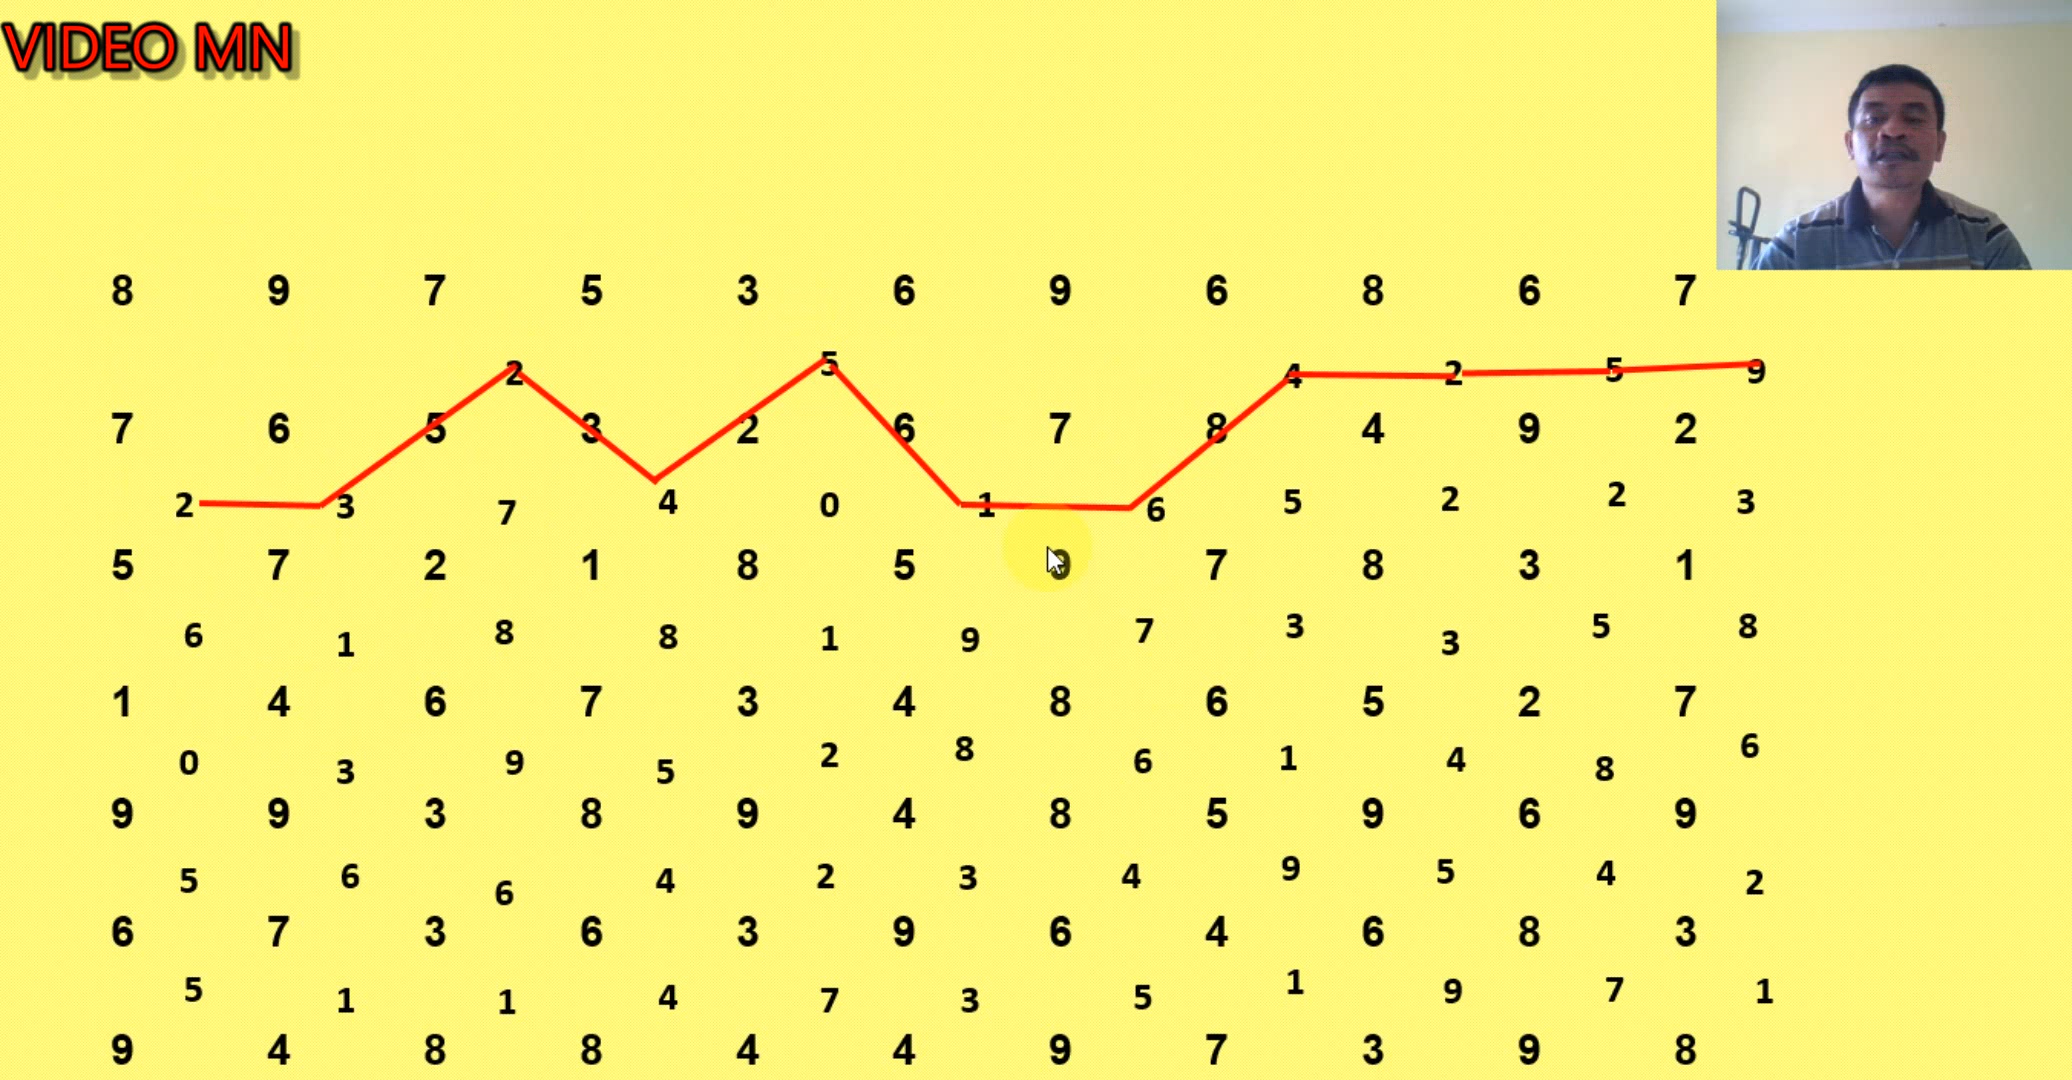 VIDEO MN
8 9 7 5 3 6 9 6 8 6 7
2 5 4 2 5 9
7 6 5 3 2 6 7 8 4 9 2
2 3 7 4 0 1 6 5 2 2 3
5 7 2 1 8 5 7 8 3 1
6 1 8 8 1 9 7 3 3 5 8
1 4 6 7 3 4 8 6 5 2 7
0 3 9 5 2 8 6 1 4 8 6
9 9 3 8 9 4 8 5 9 6 9
5 6 6 4 2 3 4 9 5 4 2
6 7 3 6 3 9 6 4 6 8 3
5 1 1 4 7 3 5 1 9 7 1
9 4 8 8 4 4 9 7 3 9 8